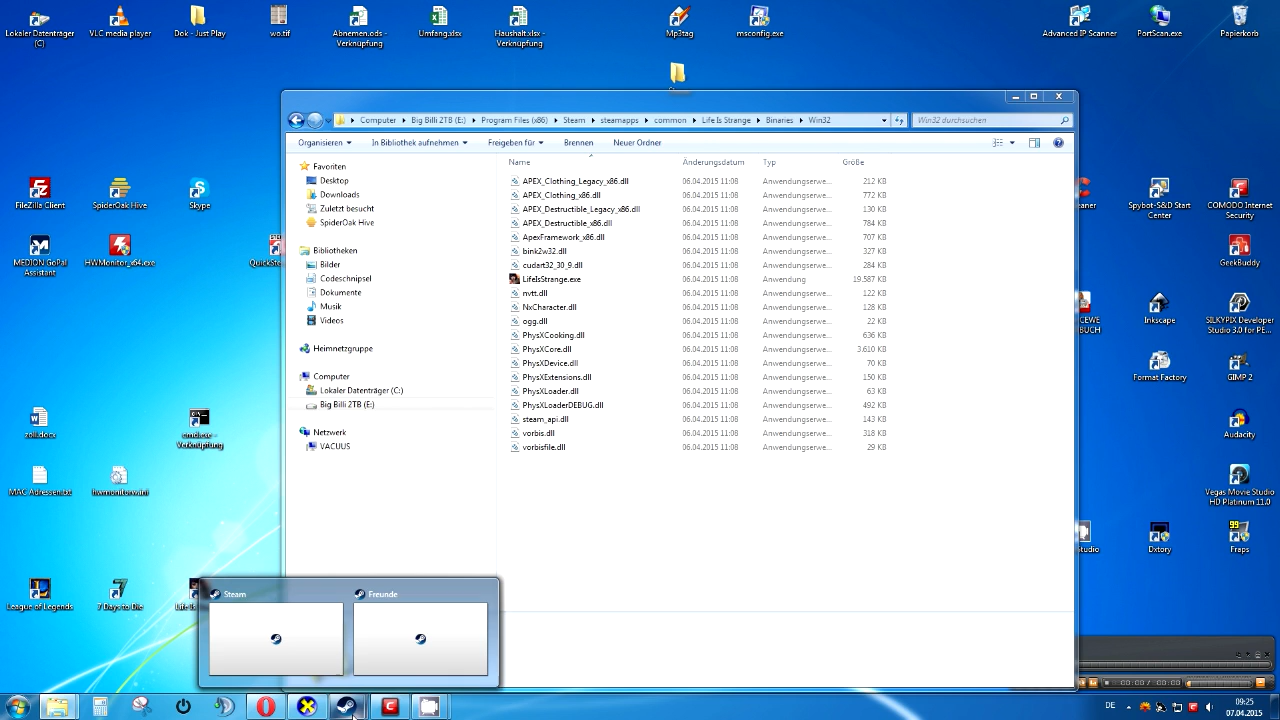 Lokaler Datenträger (C)
VLC media player
Dok - Just Play
wo.tif
Abnemen.ods - Verknüpfung
Umfang.xlsx
Haushalt.xlsx - Verknüpfung
Mp3tag
msconfig.exe
Advanced IP Scanner
PortScan.exe
Papierkorb
Computer
Big Billi 2TB (E:)
Program Files (x86)
Steam
steamapps
common
Life Is Strange
Binaries
Win32
Win32 durchsuchen
Organisieren
In Bibliothek aufnehmen
Freigeben für
Brennen
Neuer Ordner
Favoriten
Desktop
Downloads
Zuletzt besucht
SpiderOak Hive
Bibliotheken
Bilder
Codeschnipsel
Dokumente
Musik
Videos
Heimnetzgruppe
Computer
Lokaler Datenträger (C:)
Big Billi 2TB (E:)
Netzwerk
VACUUS
Name Änderungsdatum Typ Größe
APEX_Clothing_Legacy_x86.dll 06.04.2015 11:08 Anwendungserwe... 212 KB
APEX_Clothing_x86.dll 06.04.2015 11:08 Anwendungserwe... 772 KB
APEX_Destructible_Legacy_x86.dll 06.04.2015 11:08 Anwendungserwe... 130 KB
APEX_Destructible_x86.dll 06.04.2015 11:08 Anwendungserwe... 784 KB
ApexFramework_x86.dll 06.04.2015 11:08 Anwendungserwe... 707 KB
bink2w32.dll 06.04.2015 11:08 Anwendungserwe... 327 KB
cudart32_30_9.dll 06.04.2015 11:08 Anwendungserwe... 284 KB
LifeIsStrange.exe 06.04.2015 11:08 Anwendung 19.587 KB
nvtt.dll 06.04.2015 11:08 Anwendungserwe... 122 KB
NxCharacter.dll 06.04.2015 11:08 Anwendungserwe... 108 KB
ogg.dll 06.04.2015 11:08 Anwendungserwe... 22 KB
PhysXCooking.dll 06.04.2015 11:08 Anwendungserwe... 636 KB
PhysXCore.dll 06.04.2015 11:08 Anwendungserwe... 3.610 KB
PhysXDevice.dll 06.04.2015 11:08 Anwendungserwe... 70 KB
PhysXExtensions.dll 06.04.2015 11:08 Anwendungserwe... 150 KB
PhysXLoader.dll 06.04.2015 11:08 Anwendungserwe... 63 KB
PhysXLoaderDEBUG.dll 06.04.2015 11:08 Anwendungserwe... 492 KB
steam_api.dll 06.04.2015 11:08 Anwendungserwe... 143 KB
vorbis.dll 06.04.2015 11:08 Anwendungserwe... 318 KB
vorbisfile.dll 06.04.2015 11:08 Anwendungserwe... 29 KB
FileZilla Client
SpiderOak Hive
Skype
MEDION GoPal Assistant
HWMonitor_x64.exe
QuickSto
zoll.docx
cmd.exe - Verknüpfung
MAC Adressen.txt
hwmonitorw.ini
League of Legends
7 Days to Die
Life Is
eaner
Spybot-S&D Start Center
COMODO Internet Security
GeekBuddy
CEWE
BUCH
Inkscape
SILKYPIX Developer Studio 3.0 for PE...
Format Factory
GIMP 2
Audacity
Vegas Movie Studio HD Platinum 11.0
Studio
Dxtory
99
Fraps
Steam
Freunde
00:00 / 00:00
DE
09:25
07.04.2015